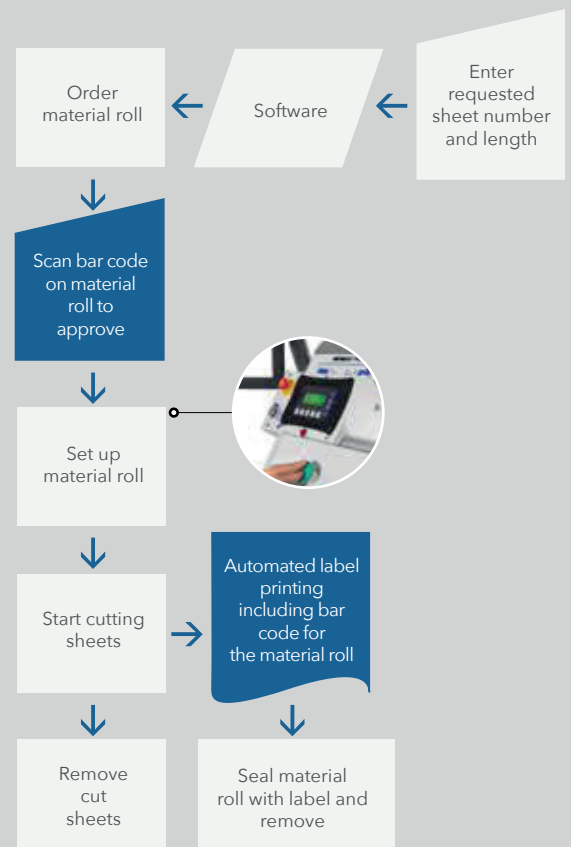 Enter
requested
sheet number
and length
Software
Order
material roll
Scan bar code
on material
roll to
approve
Set up
material roll
Start cutting
sheets
Automated label
printing
including bar
code for
the material roll
Remove
cut
sheets
Seal material
roll with label and
remove